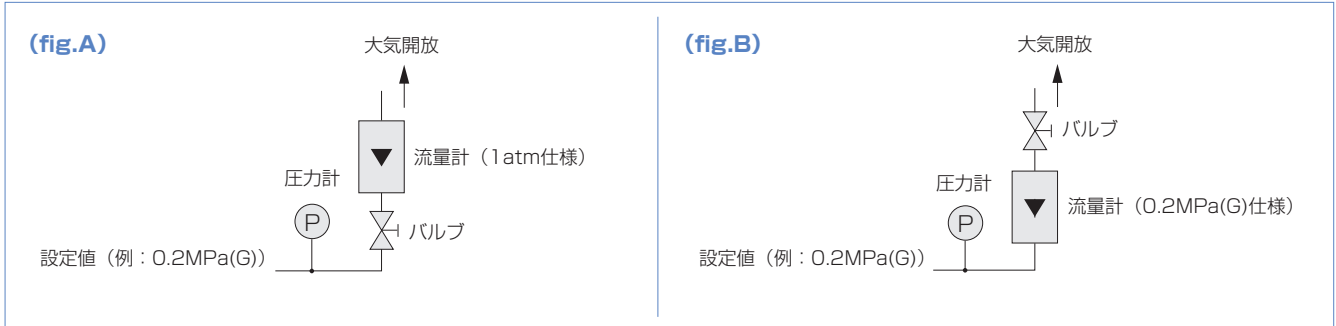 (fig.A)
大気開放
流量計（1atm仕様）
圧力計
P
バルブ
設定値（例：0.2MPa(G)）
(fig.B)
大気開放
バルブ
圧力計
P
流量計（0.2MPa(G)仕様）
設定値（例：0.2MPa(G)）